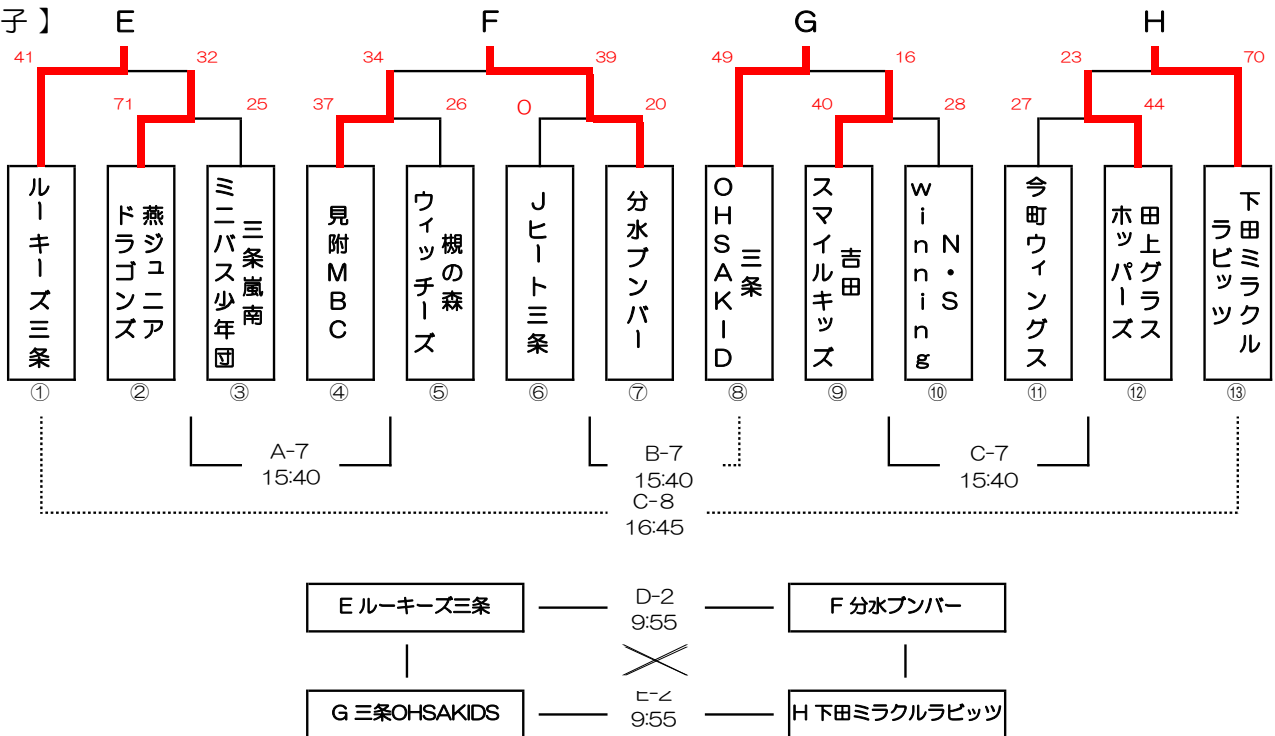 子 】
E
F
G
H
41
32
34
39
49
16
23
70
71
25
37
26
0
20
40
28
27
44
ルーキーズ三条
燕ジュニア
ドラゴンズ
三条嵐南
ミニバス少年団
見附MBC
槻の森
ウィッチーズ
Jヒート三条
分水ブンバー
三条
OHSAKID
吉田
スマイルキッズ
N・S
winning
今町ウィングス
田上グラス
ホッパーズ
下田ミラクル
ラビッツ
①
②
③
④
⑤
⑥
⑦
⑧
⑨
⑩
⑪
⑫
⑬
A-7
15:40
B-7
15:40
C-7
15:40
C-8
16:45
E ルーキーズ三条
D-2
9:55
F 分水ブンバー
G 三条OHSAKIDS
E-2
9:55
H 下田ミラクルラビッツ